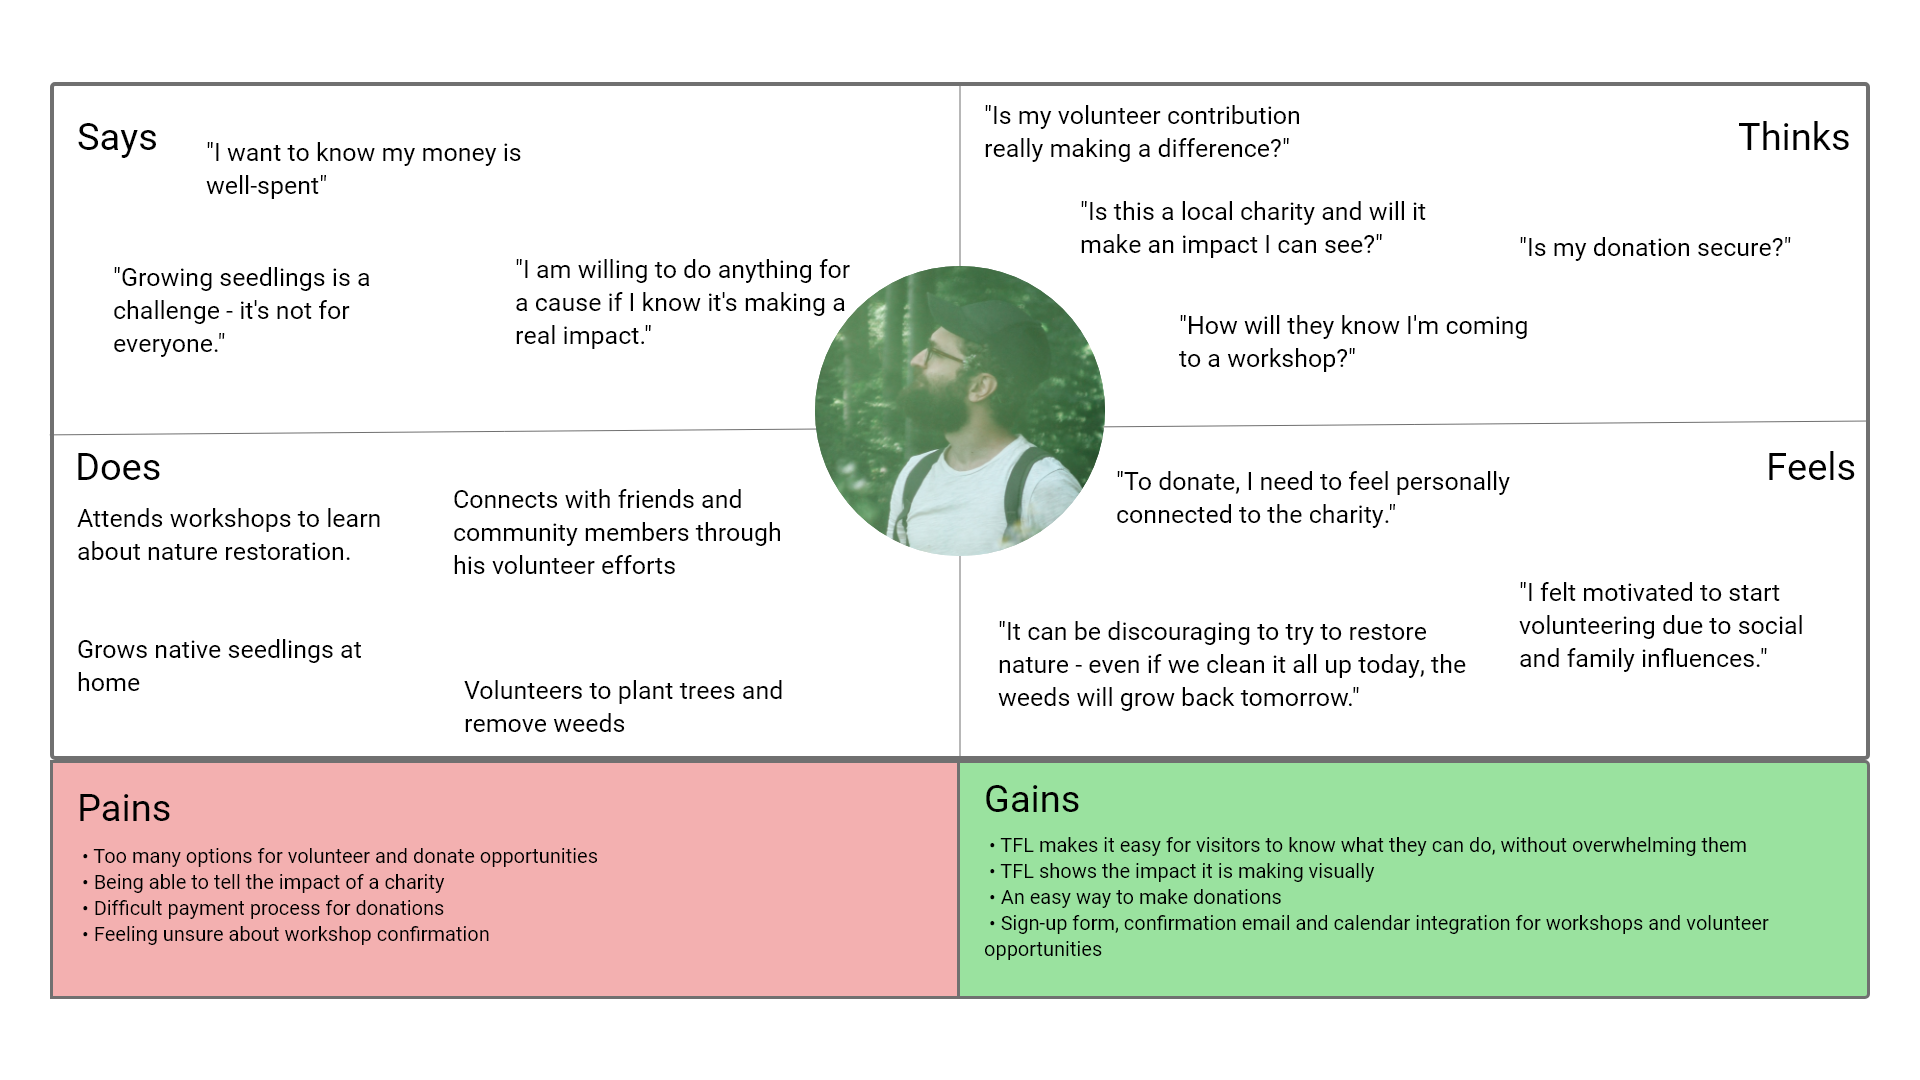 Says
"I want to know my money is
well-spent"
"Growing seedlings is a
challenge - it's not for
everyone."
"I am willing to do anything for
a cause if I know it's making a
real impact."
Thinks
"Is my volunteer contribution
really making a difference?"
"Is this a local charity and will it
make an impact I can see?"
"Is my donation secure?"
"How will they know I'm coming
to a workshop?"
Does
Attends workshops to learn
about nature restoration.
Connects with friends and
community members through
his volunteer efforts
Grows native seedlings at
home
Volunteers to plant trees and
remove weeds
Feels
"To donate, I need to feel personally
connected to the charity."
"I felt motivated to start
volunteering due to social
and family influences."
"It can be discouraging to try to restore
nature - even if we clean it all up today, the
weeds will grow back tomorrow."
Pains
• Too many options for volunteer and donate opportunities
• Being able to tell the impact of a charity
• Difficult payment process for donations
• Feeling unsure about workshop confirmation
Gains
• TFL makes it easy for visitors to know what they can do, without overwhelming them
• TFL shows the impact it is making visually
• An easy way to make donations
• Sign-up form, confirmation email and calendar integration for workshops and volunteer
opportunities